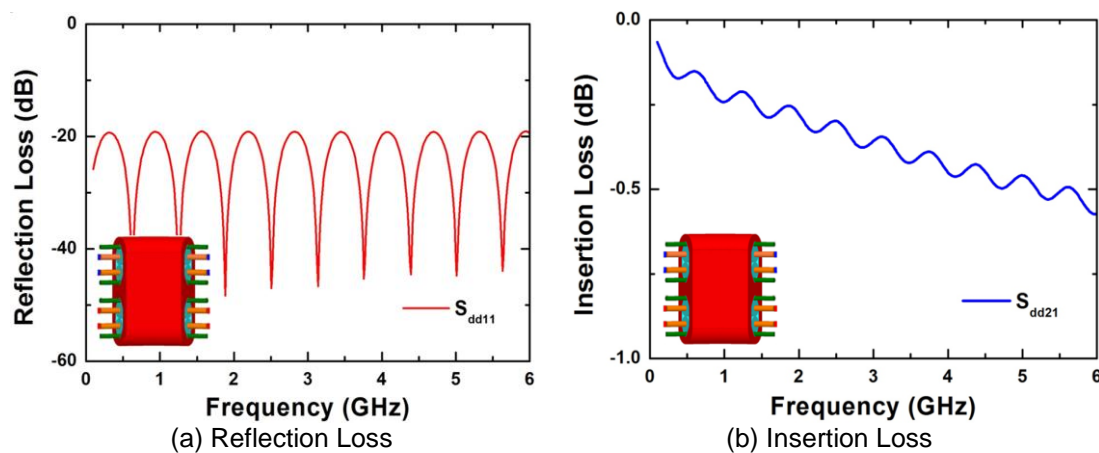 0
-20
-40
-60
Reflection Loss (dB)
S_dd11
0 1 2 3 4 5 6
Frequency (GHz)
(a) Reflection Loss
0.0
-0.5
-1.0
Insertion Loss (dB)
S_dd21
0 1 2 3 4 5 6
Frequency (GHz)
(b) Insertion Loss